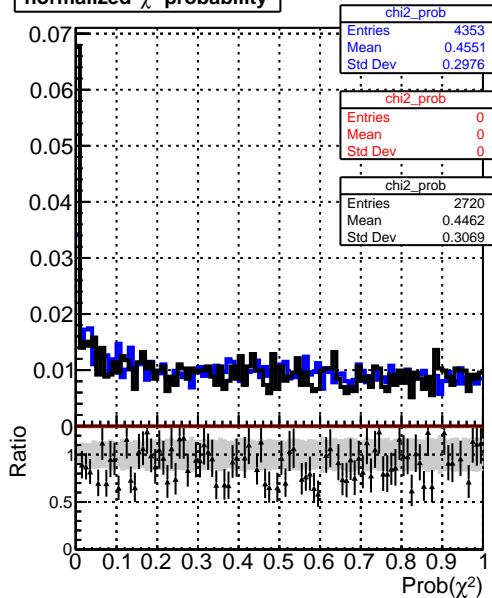 normalized χ² probability
chi2_prob
Entries 4353
Mean 0.4551
Std Dev 0.2976
chi2_prob
Entries 0
Mean 0
Std Dev 0
chi2_prob
Entries 2720
Mean 0.4462
Std Dev 0.3069
0.07
0.06
0.05
0.04
0.03
0.02
0.01
0
1
0.5
0
Ratio
0 0.1 0.2 0.3 0.4 0.5 0.6 0.7 0.8 0.9 1
Prob(χ²)